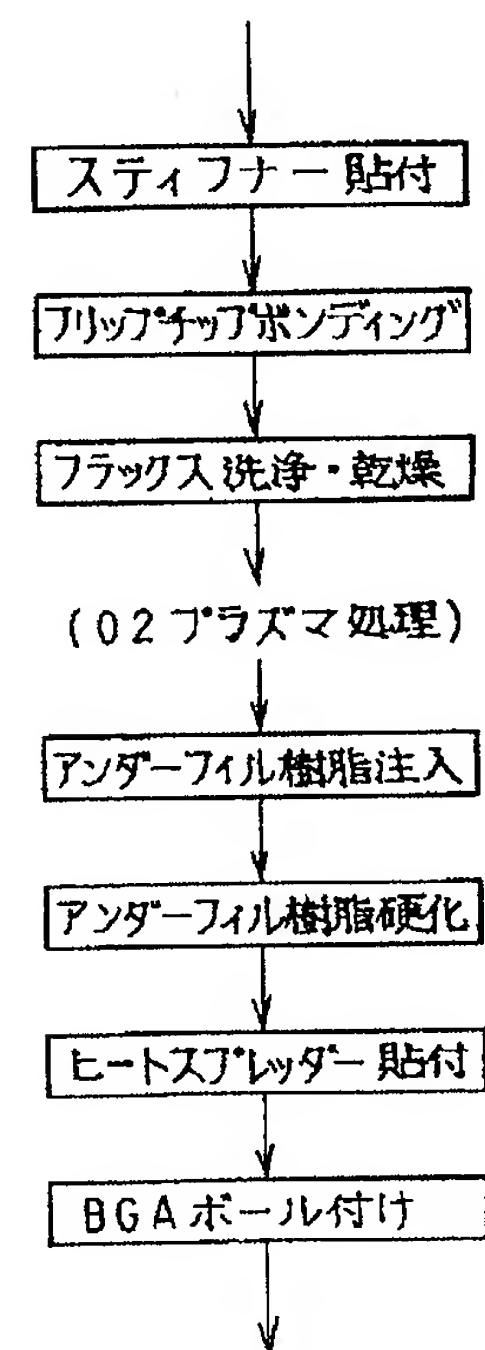 スティフナー貼付
フリップチップボンディング
フラックス洗浄・乾燥
(O2プラズマ処理)
アンダーフィル樹脂注入
アンダーフィル樹脂硬化
ヒートスプレッダー貼付
BGAボール付け